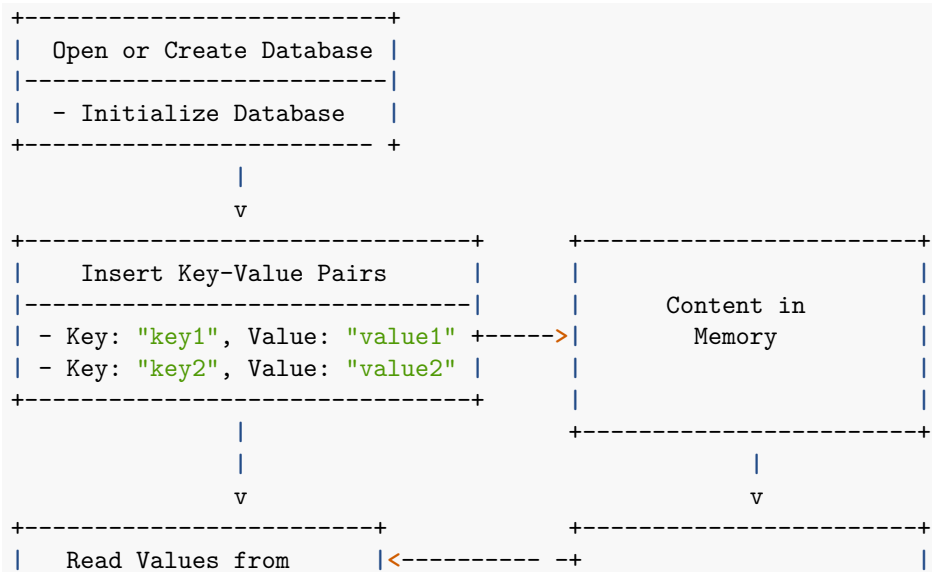 +--------------------------+
|  Open or Create Database |
|--------------------------|
|  - Initialize Database   |
+------------------------- +
                |
                v
+--------------------------------+      +------------------------+
|    Insert Key-Value Pairs      |      |                        |
|--------------------------------|      |      Content in        |
| - Key: "key1", Value: "value1" +----->|        Memory          |
| - Key: "key2", Value: "value2" |      |                        |
+--------------------------------+      |                        |
                |                       +------------------------+
                |                                    |
                v                                    v
+-------------------------+             +------------------------+
|   Read Values from      |<---------- -+                        |